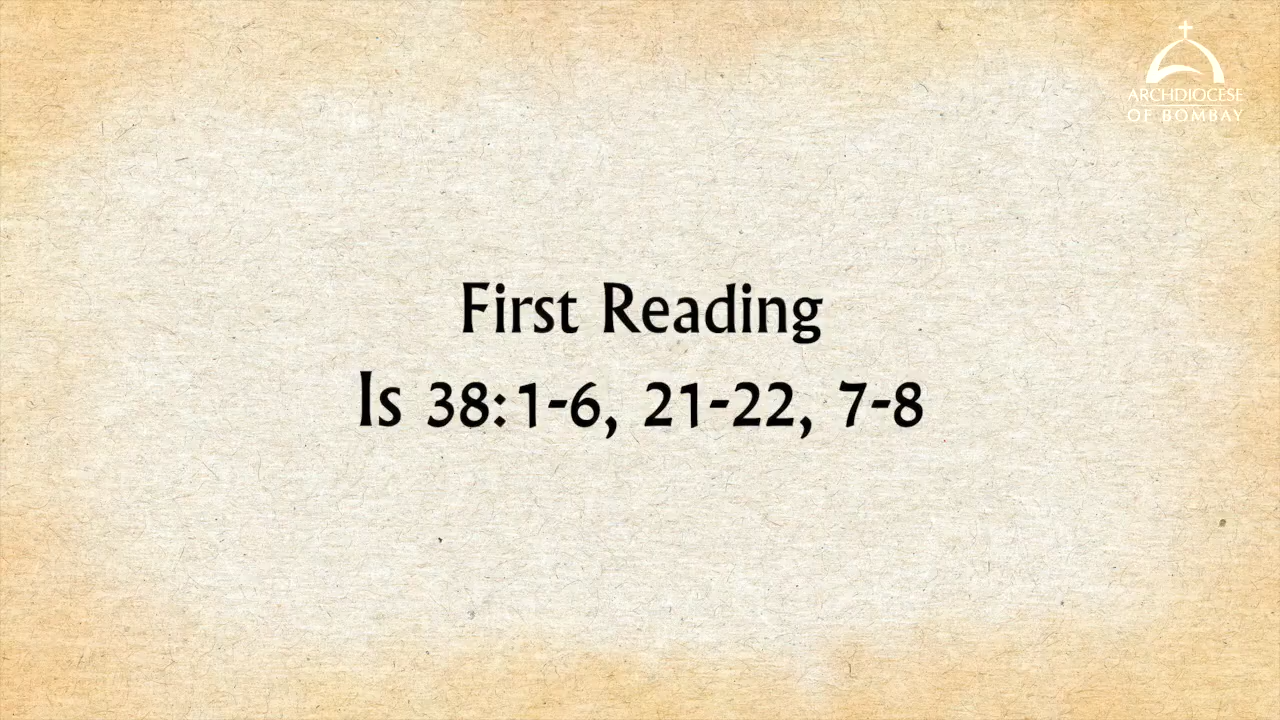 ARCHDIOCESE
OF BOMBAY
First Reading
Is 38:1-6, 21-22, 7-8